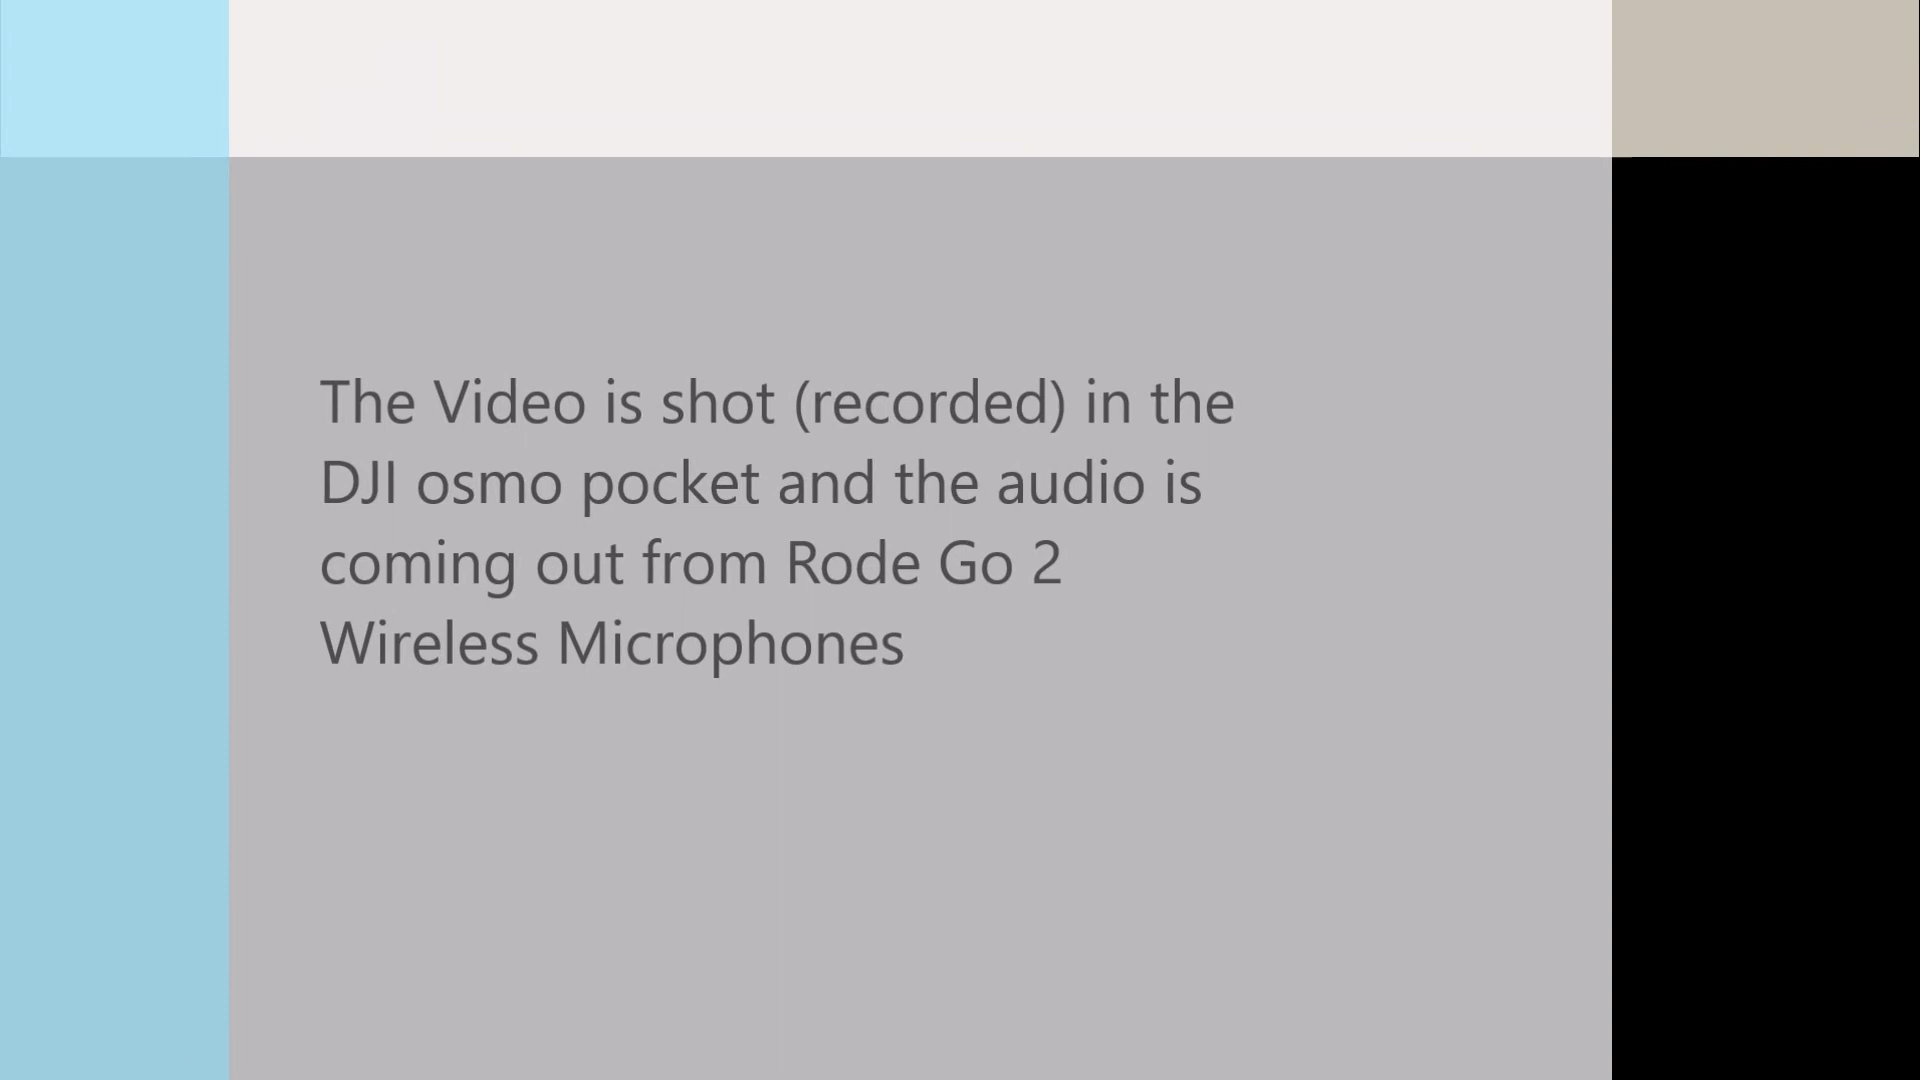 The Video is shot (recorded) in the
DJI osmo pocket and the audio is
coming out from Rode Go 2
Wireless Microphones